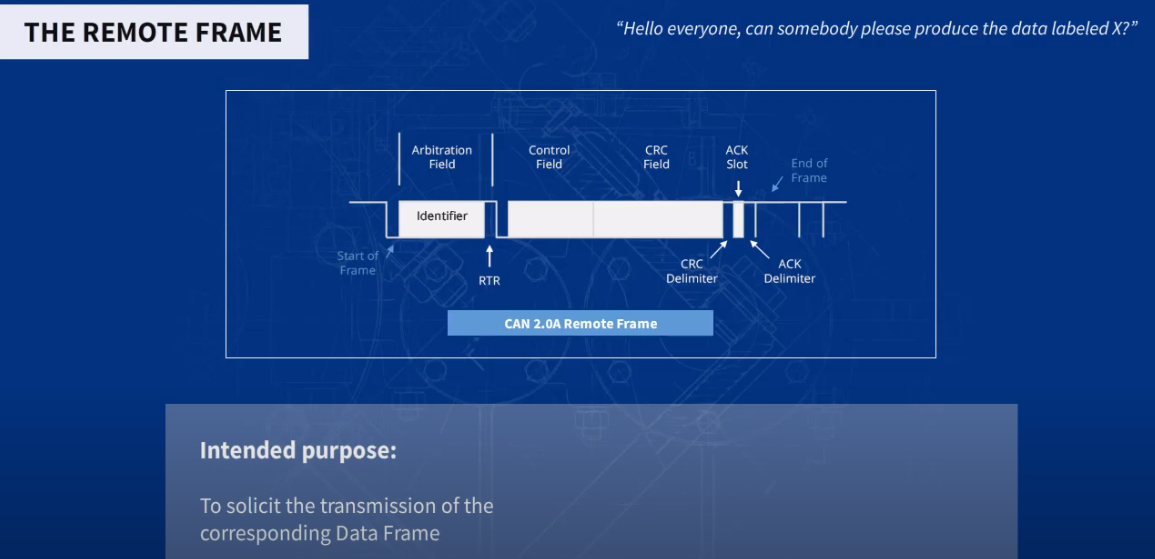 THE REMOTE FRAME
“Hello everyone, can somebody please produce the data labeled X?”
Arbitration
Field
Control
Field
CRC
Field
ACK
Slot
End of
Frame
Identifier
Start of
Frame
RTR
CRC
Delimiter
ACK
Delimiter
CAN 2.0A Remote Frame
Intended purpose:
To solicit the transmission of the
corresponding Data Frame